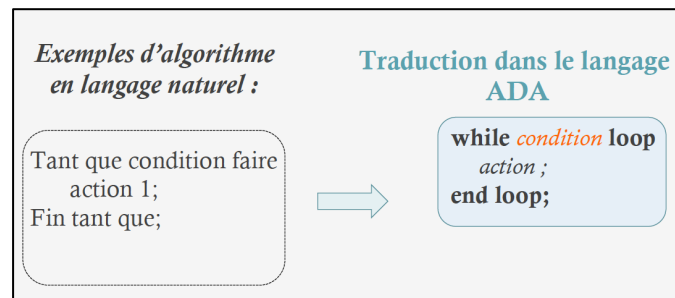 Exemples d'algorithme
en langage naturel :
Tant que condition faire
action 1;
Fin tant que;
Traduction dans le langage
ADA
while condition loop
action ;
end loop;